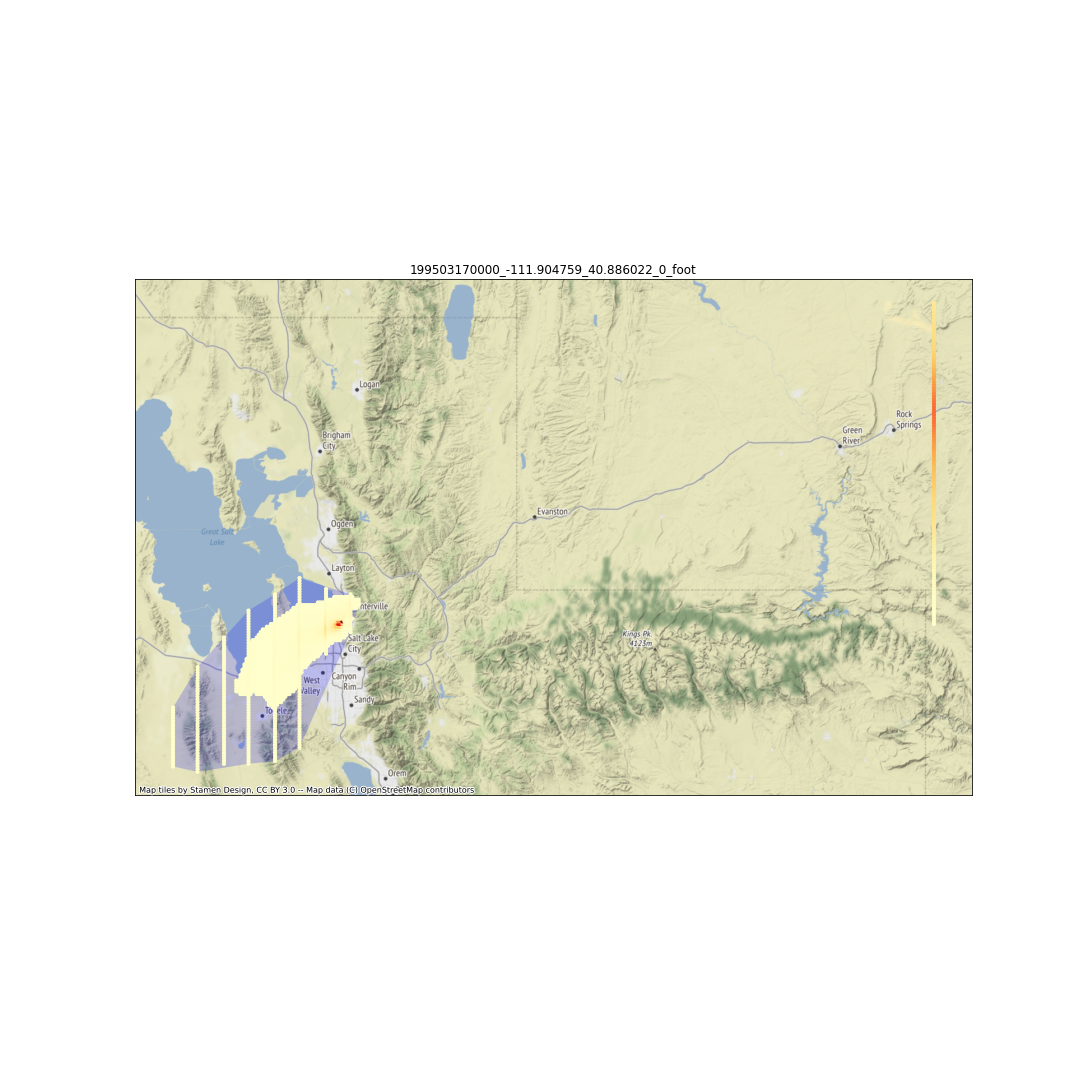 199503170000_-111.904759_40.886022_0_foot
Logan
Rock
Springs
Green
River
Brigham
City
Evanston
Ogden
Great Salt
Lake
Layton
nterville
Kings Pk.
4123m
Salt Lake
City
Canyon
Rim
West
Valley
Sandy
Tooele
Orem
Map tiles by Stamen Design, CC BY 3.0 -- Map data (C) OpenStreetMap contributors